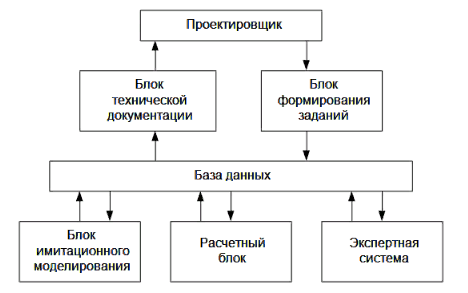 Проектировщик
Блок
технической
документации
Блок
формирования
заданий
База данных
Блок
имитационного
моделирования
Расчетный
блок
Экспертная
система